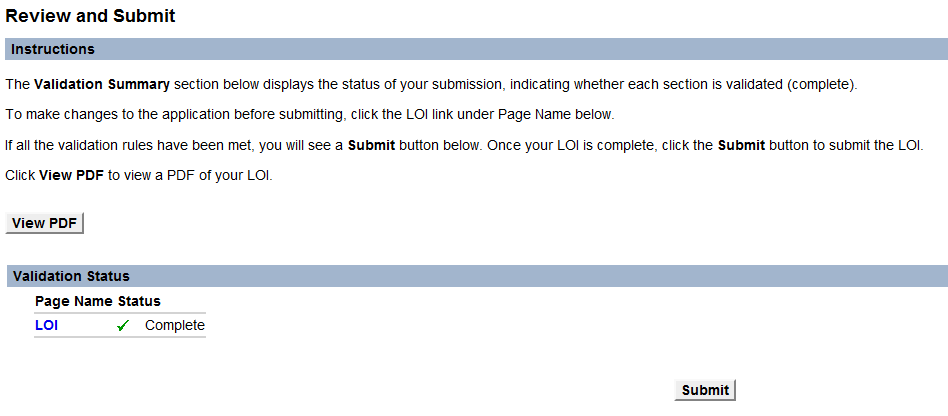 Review and Submit
Instructions
The Validation Summary section below displays the status of your submission, indicating whether each section is validated (complete).
To make changes to the application before submitting, click the LOI link under Page Name below.
If all the validation rules have been met, you will see a Submit button below. Once your LOI is complete, click the Submit button to submit the LOI.
Click View PDF to view a PDF of your LOI.
View PDF
Validation Status
Page Name Status
LOI Complete
Submit